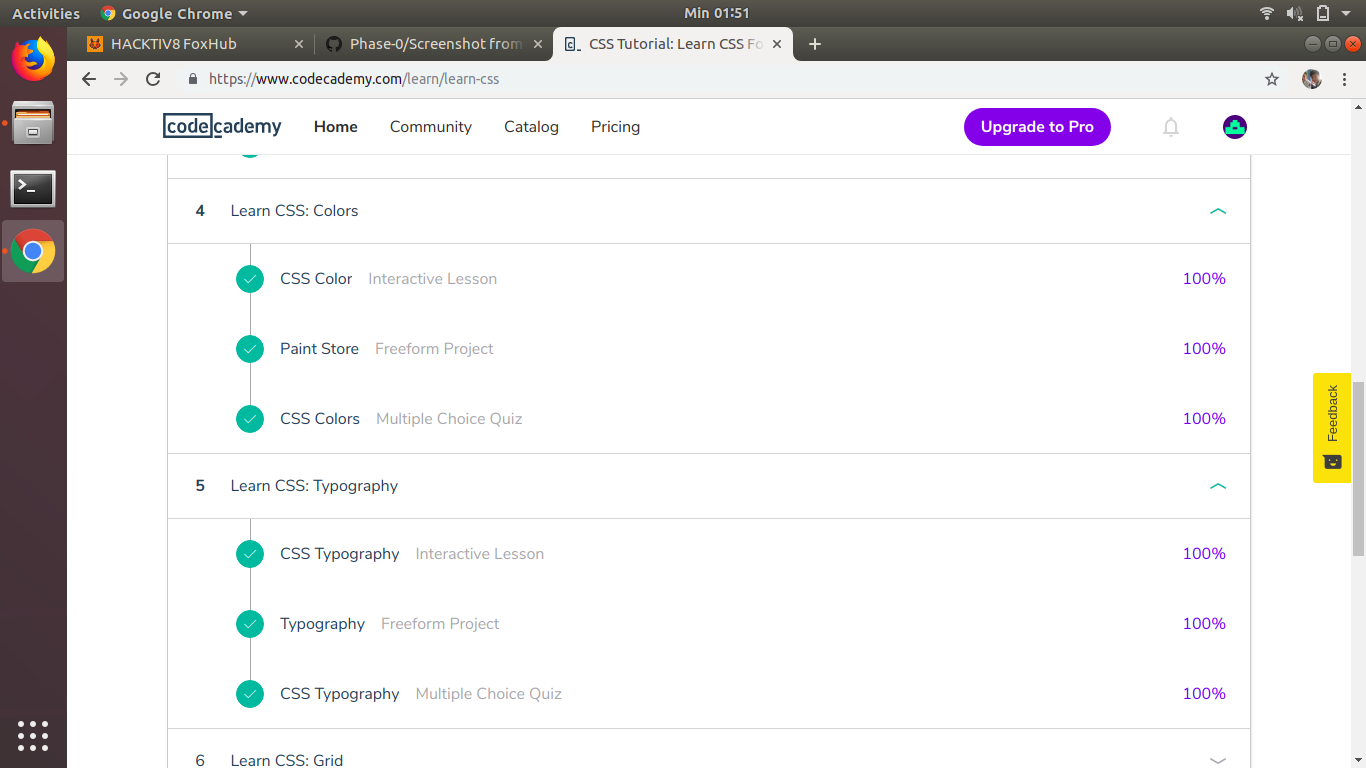 Activities Google Chrome Min 01:51
HACKTIV8 FoxHub Phase-0/Screenshot from CSS Tutorial: Learn CSS Fo
https://www.codecademy.com/learn/learn-css
codecademy Home Community Catalog Pricing Upgrade to Pro
4 Learn CSS: Colors
CSS Color Interactive Lesson 100%
Paint Store Freeform Project 100%
CSS Colors Multiple Choice Quiz 100%
Feedback
5 Learn CSS: Typography
CSS Typography Interactive Lesson 100%
Typography Freeform Project 100%
CSS Typography Multiple Choice Quiz 100%
6 Learn CSS: Grid